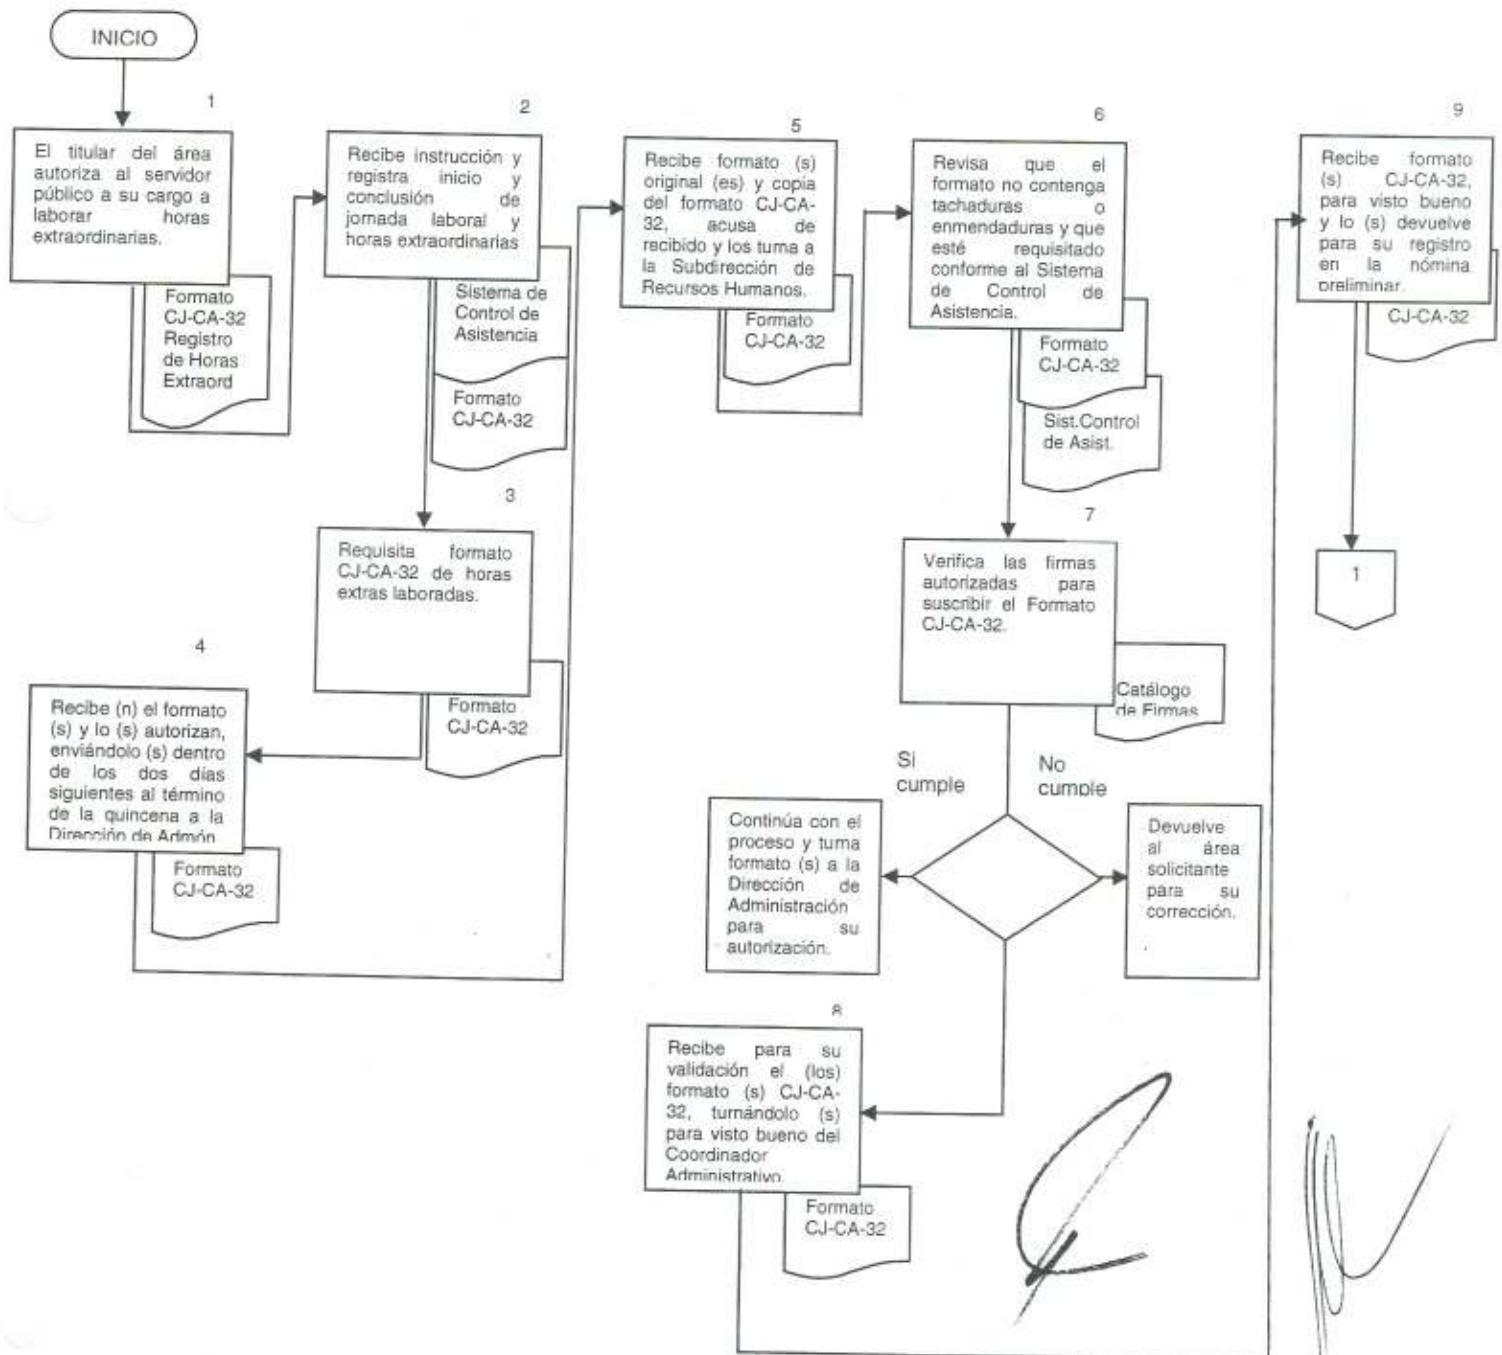 INICIO
1
El titular del área
autoriza al servidor
público a su cargo a
laborar horas
extraordinarias.
Formato
CJ-CA-32
Registro
de Horas
Extraord
2
Recibe instrucción y
registra inicio y
conclusión de
jornada laboral y
horas extraordinarias
Sistema de
Control de
Asistencia
Formato
CJ-CA-32
3
Requisita formato
CJ-CA-32 de horas
extras laboradas.
Formato
CJ-CA-32
4
Recibe (n) el formato
(s) y lo (s) autorizan,
enviándolo (s) dentro
de los dos días
siguientes al término
de la quincena a la
Dirección de Admón
Formato
CJ-CA-32
5
Recibe formato (s)
original (es) y copia
del formato CJ-CA-
32, acusa de
recibido y los turna a
la Subdirección de
Recursos Humanos.
Formato
CJ-CA-32
6
Revisa que el
formato no contenga
tachaduras o
enmendaduras y que
esté requisitado
conforme al Sistema
de Control de
Asistencia.
Formato
CJ-CA-32
Sist.Control
de Asist.
7
Verifica las firmas
autorizadas para
suscribir el Formato
CJ-CA-32.
Catálogo
de Firmas
Si
cumple
No
cumple
Continúa con el
proceso y turna
formato (s) a la
Dirección de
Administración
para su
autorización.
Devuelve
al área
solicitante
para su
corrección.
8
Recibe para su
validación el (los)
formato (s) CJ-CA-
32, turnándolo (s)
para visto bueno del
Coordinador
Administrativo.
Formato
CJ-CA-32
9
Recibe formato
(s) CJ-CA-32,
para visto bueno
y lo (s) devuelve
para su registro
en la nómina
preliminar.
CJ-CA-32
1